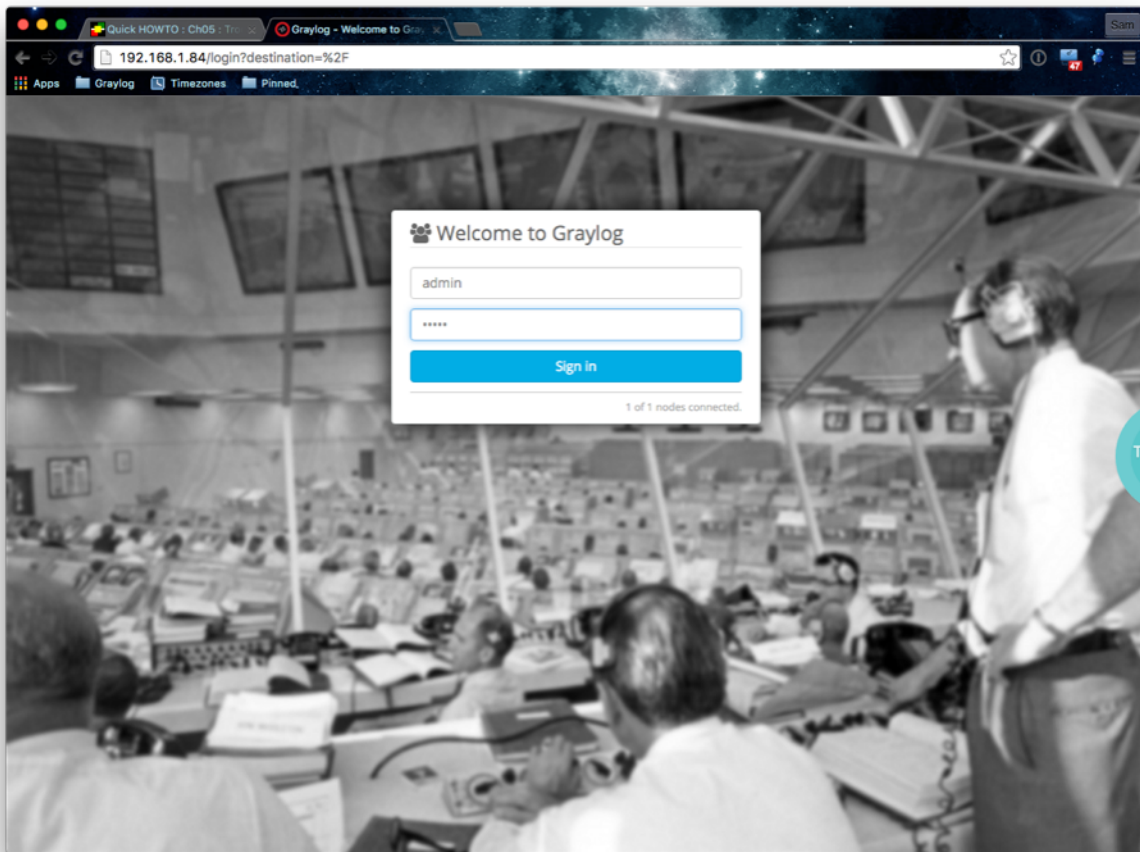 Quick HOWTO : Ch05 : Tro
Graylog - Welcome to Gray
Sam
192.168.1.84/login?destination=%2F
47
Apps
Graylog
Timezones
Pinned.
Welcome to Graylog
admin
•••••
Sign in
1 of 1 nodes connected.
T